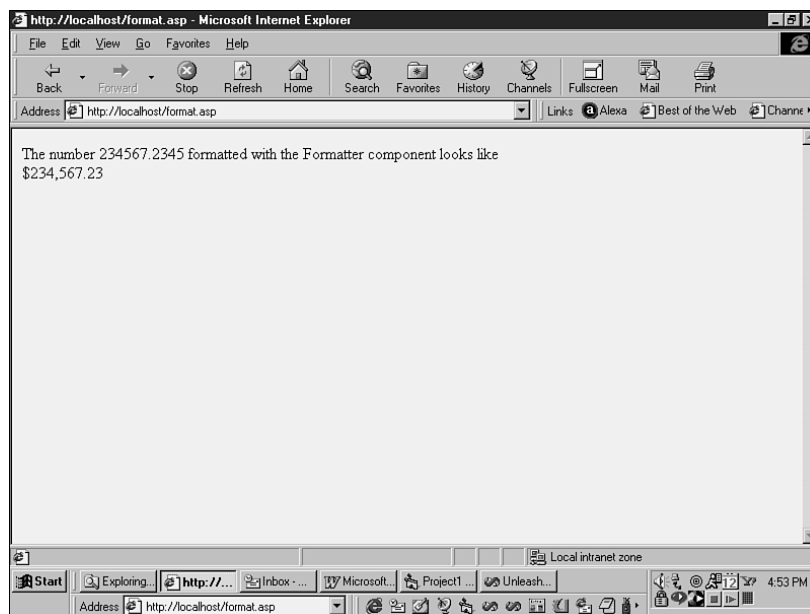 http://localhost/format.asp - Microsoft Internet Explorer
File Edit View Go Favorites Help
Back Forward Stop Refresh Home Search Favorites History Channels Fullscreen Mail Print
Address http://localhost/format.asp Links Alexa Best of the Web Channe
The number 234567.2345 formatted with the Formatter component looks like
$234,567.23
Local intranet zone
Start Exploring... http://... Inbox - ... Microsoft... Project1 ... Unleash... 12 4:53 PM
Address http://localhost/format.asp